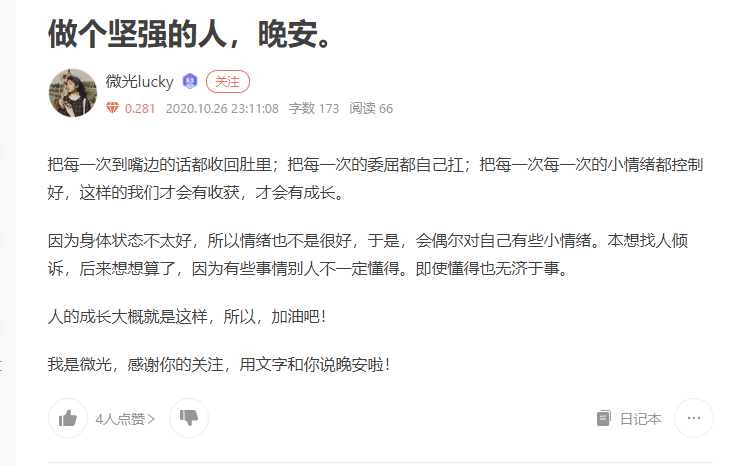 做个坚强的人，晚安。
微光lucky
关注
0.281 2020.10.26 23:11:08 字数 173 阅读 66
把每一次到嘴边的话都收回肚里；把每一次的委屈都自己扛；把每一次每一次的小情绪都控制
好，这样的我们才会有收获，才会有成长。
因为身体状态不太好，所以情绪也不是很好，于是，会偶尔对自己有些小情绪。本想找人倾
诉，后来想想算了，因为有些事情别人不一定懂得。即使懂得也无济于事。
人的成长大概就是这样，所以，加油吧！
我是微光，感谢你的关注，用文字和你说晚安啦！
4人点赞> 日记本